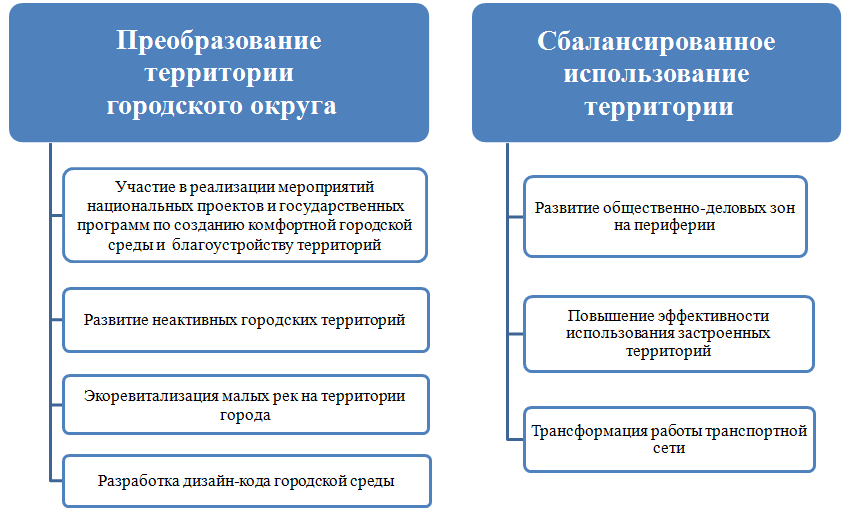 Преобразование
территории
городского округа
Участие в реализации мероприятий
национальных проектов и государственных
программ по созданию комфортной городской
среды и благоустройству территорий
Развитие неактивных городских территорий
Экоревитализация малых рек на территории
города
Разработка дизайн-кода городской среды
Сбалансированное
использование
территории
Развитие общественно-деловых зон
на периферии
Повышение эффективности
использования застроенных
территорий
Трансформация работы транспортной
сети